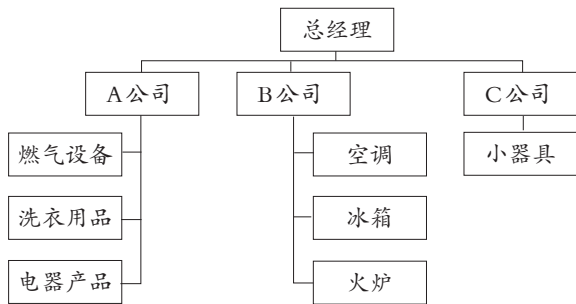 总经理
A公司
B公司
C公司
燃气设备
空调
小器具
洗衣用品
冰箱
电器产品
火炉